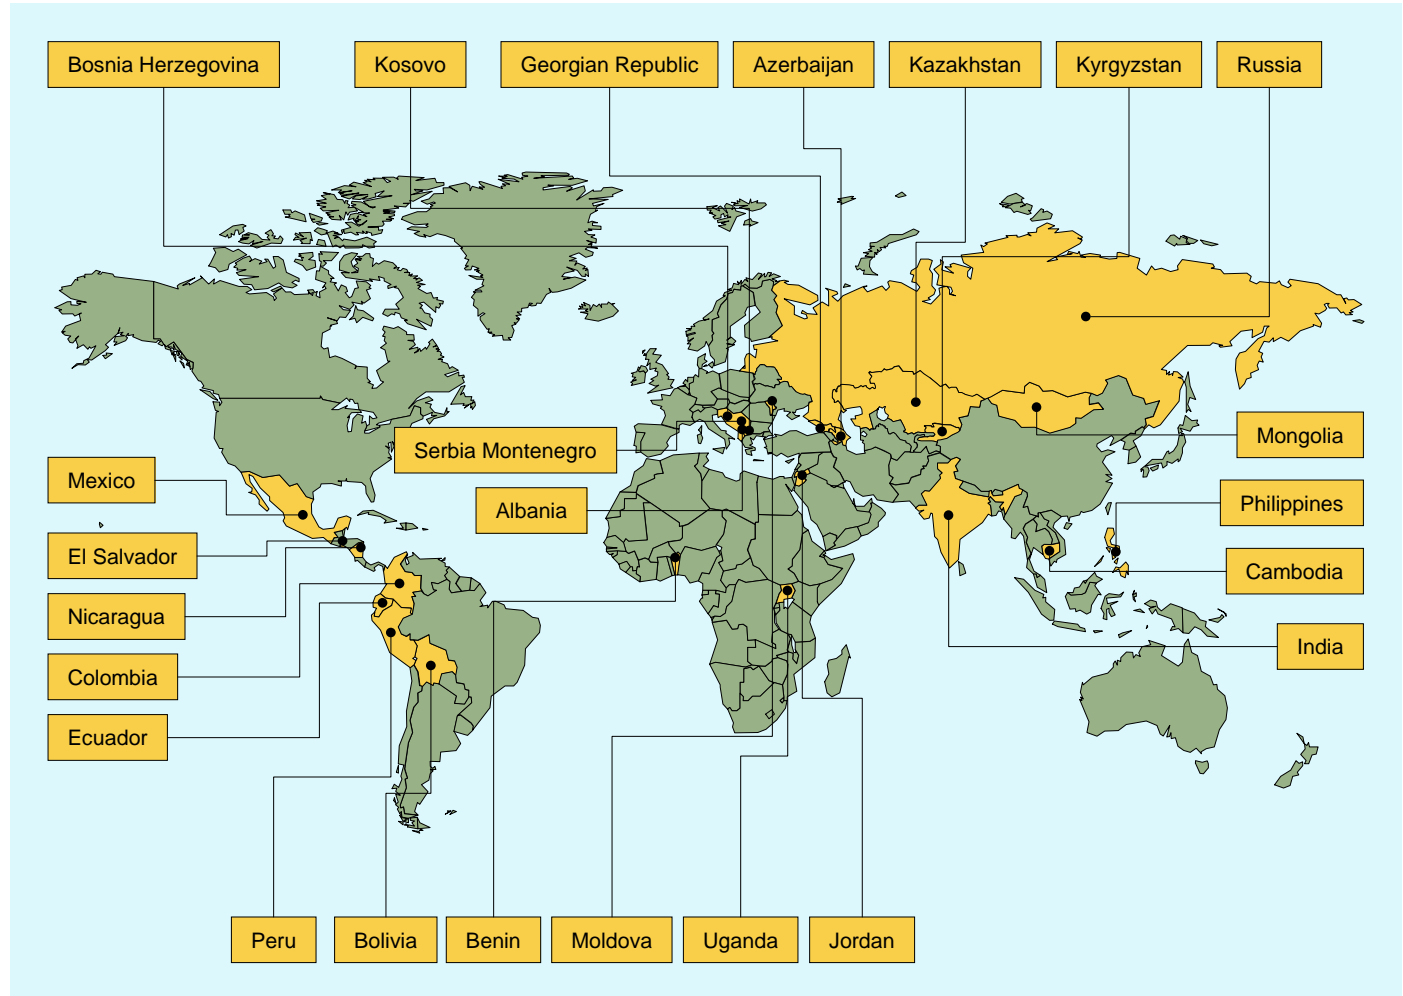 Bosnia Herzegovina
Kosovo
Georgian Republic
Azerbaijan
Kazakhstan
Kyrgyzstan
Russia
Serbia Montenegro
Mongolia
Mexico
Philippines
Albania
El Salvador
Cambodia
Nicaragua
India
Colombia
Ecuador
Peru
Bolivia
Benin
Moldova
Uganda
Jordan